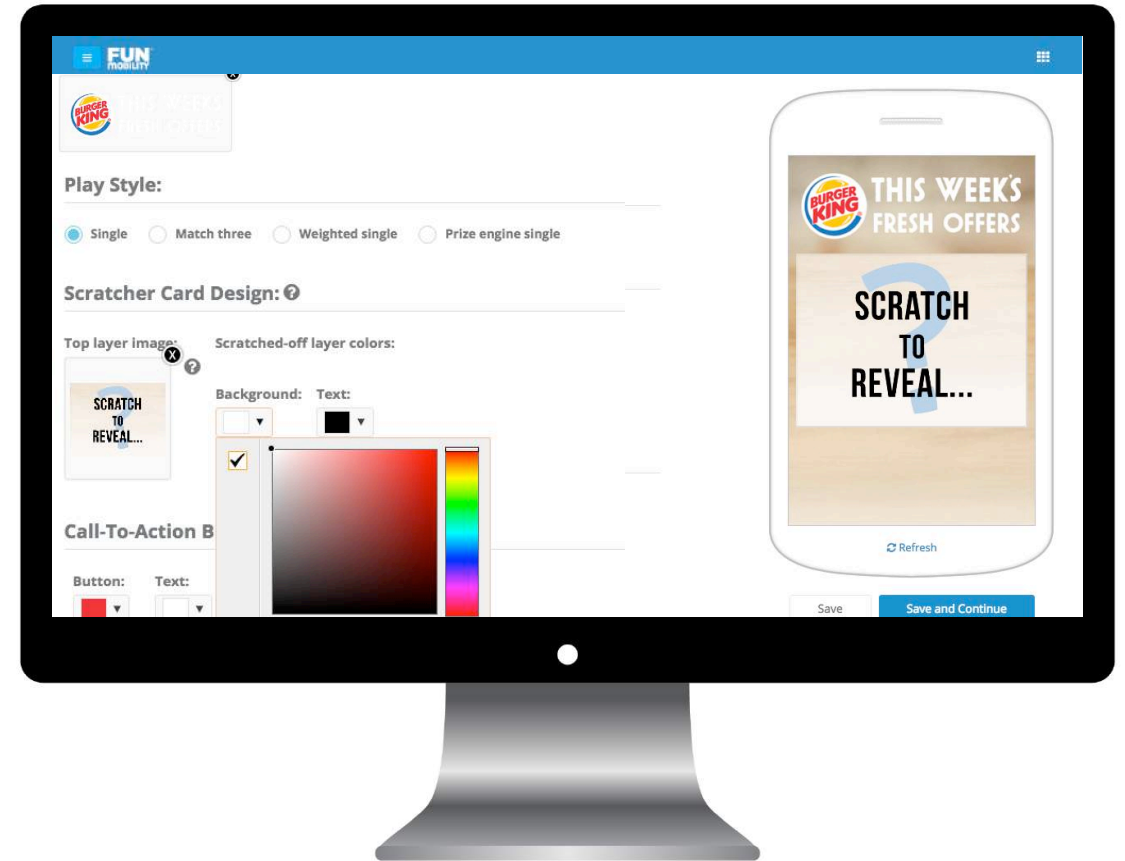 FUN
MOBILITY
X
BURGER
KING
THIS WEEK'S
FRESH OFFERS
Play Style:
Single Match three Weighted single Prize engine single
Scratcher Card Design: ?
Top layer image: Scratched-off layer colors:
X
?
SCRATCH
TO
REVEAL...
Background: Text:
Call-To-Action B
Button: Text:
BURGER
KING
THIS WEEK'S
FRESH OFFERS
?
SCRATCH
TO
REVEAL...
Refresh
Save Save and Continue